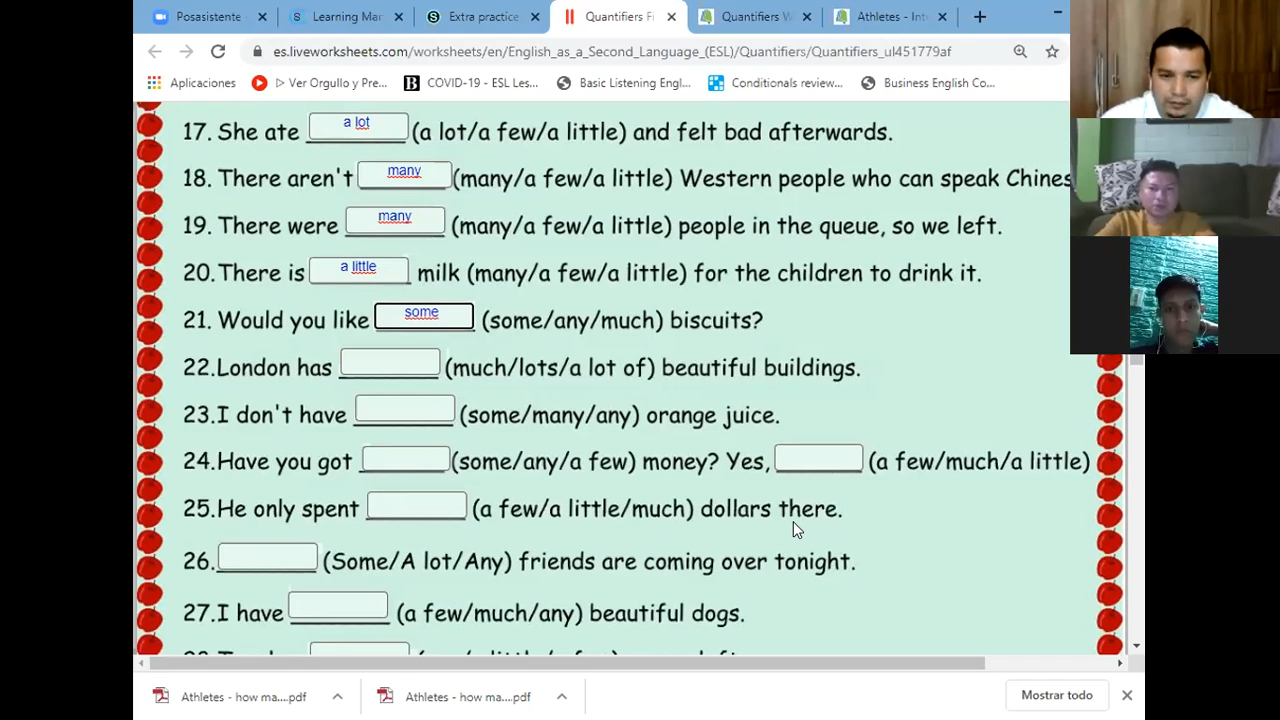 Posasistente
Learning Mar
Extra practice
Quantifiers Fi
Quantifiers W
Athletes - Inte
es.liveworksheets.com/worksheets/en/English_as_a_Second_Language_(ESL)/Quantifiers/Quantifiers_ul451779af
Aplicaciones
▷ Ver Orgullo y Pre...
COVID-19 - ESL Les...
Basic Listening Engl...
Conditionals review...
Business English Co...
17. She ate a lot (a lot/a few/a little) and felt bad afterwards.
18. There aren't many (many/a few/a little) Western people who can speak Chines
19. There were many (many/a few/a little) people in the queue, so we left.
20. There is a little milk (many/a few/a little) for the children to drink it.
21. Would you like some (some/any/much) biscuits?
22.London has (much/lots/a lot of) beautiful buildings.
23.I don't have (some/many/any) orange juice.
24.Have you got (some/any/a few) money? Yes, (a few/much/a little)
25.He only spent (a few/a little/much) dollars there.
26. (Some/A lot/Any) friends are coming over tonight.
27.I have (a few/much/any) beautiful dogs.
Athletes - how ma....pdf
Athletes - how ma....pdf
Mostrar todo